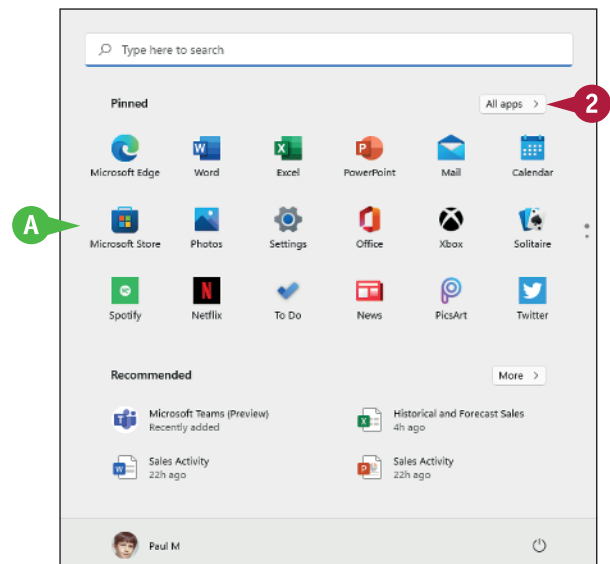 Type here to search
Pinned
All apps >
2
Microsoft Edge
Word
Excel
PowerPoint
Mail
Calendar
A
Microsoft Store
Photos
Settings
Office
Xbox
Solitaire
Spotify
Netflix
To Do
News
PicsArt
Twitter
Recommended
More >
Microsoft Teams (Preview)
Recently added
Historical and Forecast Sales
4h ago
Sales Activity
22h ago
Sales Activity
22h ago
Paul M